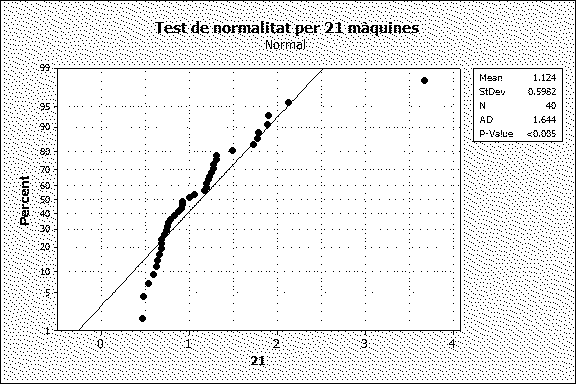 Test de normalitat per 21 màquines
Normal
Mean 1.124
StDev 0.5982
N 40
AD 1.644
P-Value <0.005
Percent
99
95
90
80
70
60
50
40
30
20
10
5
1
0 1 2 3 4
21